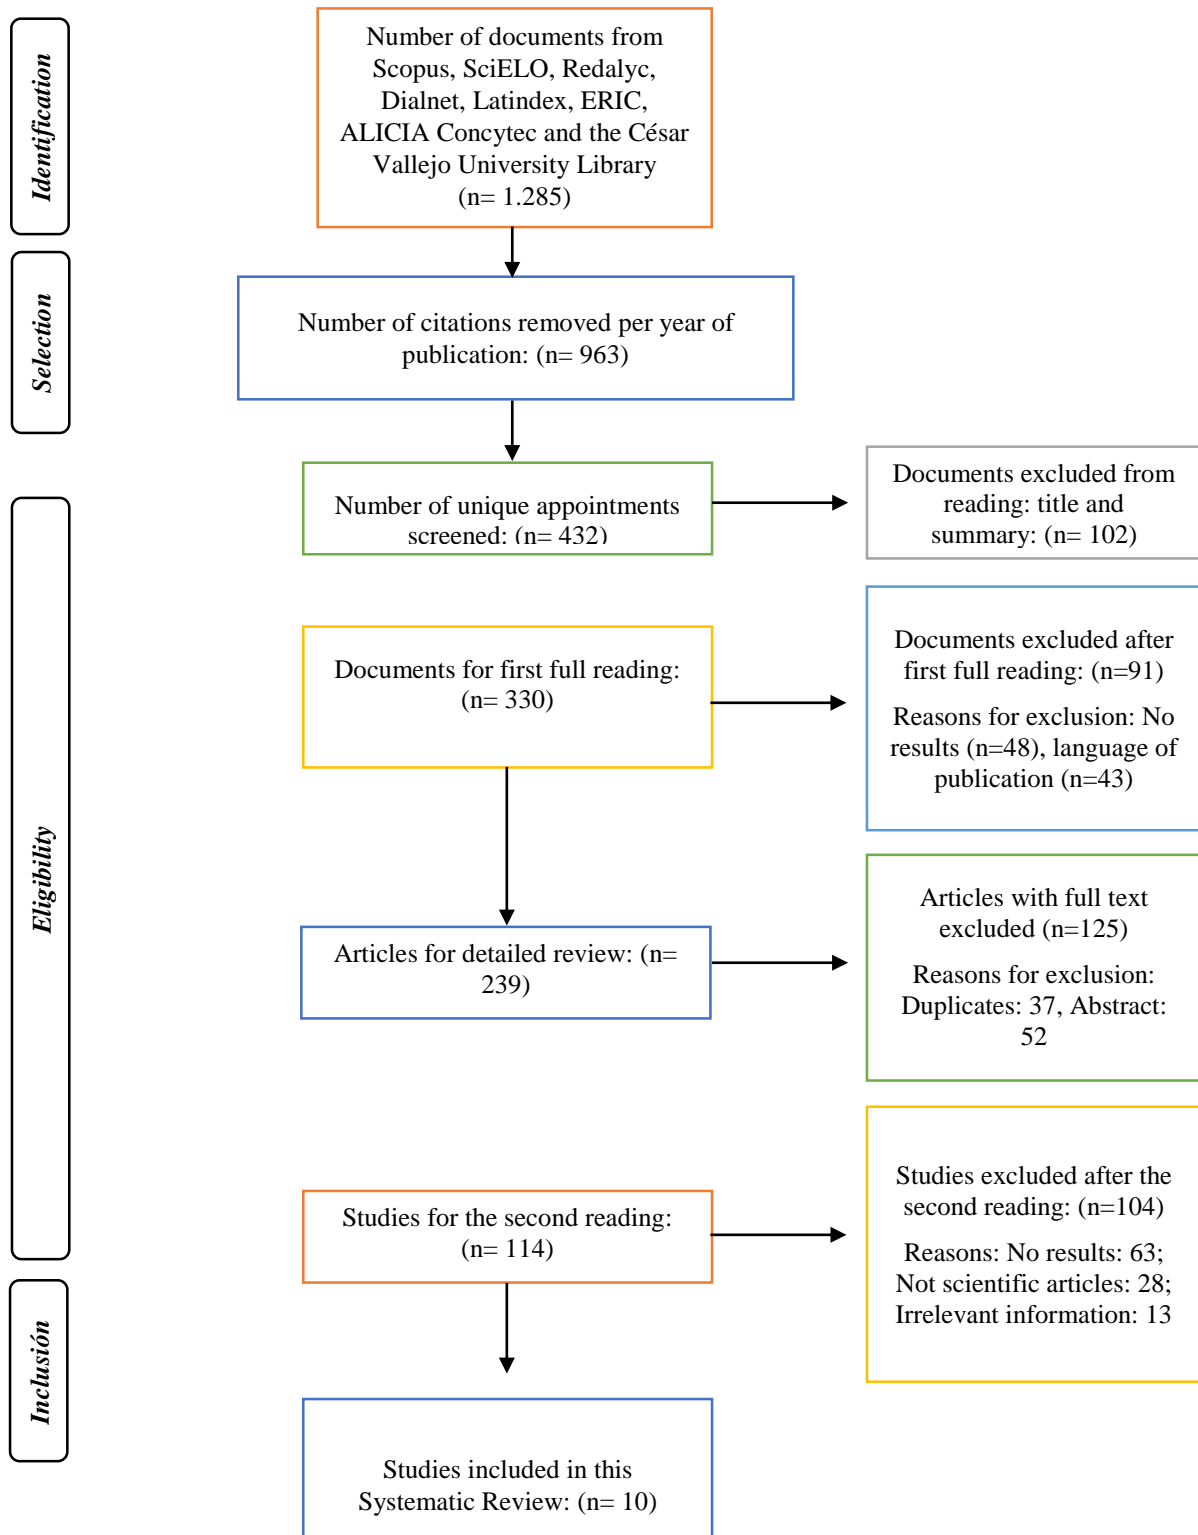 Identification
Number of documents from
Scopus, SciELO, Redalyc,
Dialnet, Latindex, ERIC,
ALICIA Concytec and the César
Vallejo University Library
(n= 1.285)
Selection
Number of citations removed per year of
publication: (n= 963)
Eligibility
Number of unique appointments
screened: (n= 432)
Documents excluded from
reading: title and
summary: (n= 102)
Documents for first full reading:
(n= 330)
Documents excluded after
first full reading: (n=91)
Reasons for exclusion: No
results (n=48), language of
publication (n=43)
Articles for detailed review: (n=
239)
Articles with full text
excluded (n=125)
Reasons for exclusion:
Duplicates: 37, Abstract:
52
Studies for the second reading:
(n= 114)
Studies excluded after the
second reading: (n=104)
Reasons: No results: 63;
Not scientific articles: 28;
Irrelevant information: 13
Inclusión
Studies included in this
Systematic Review: (n= 10)